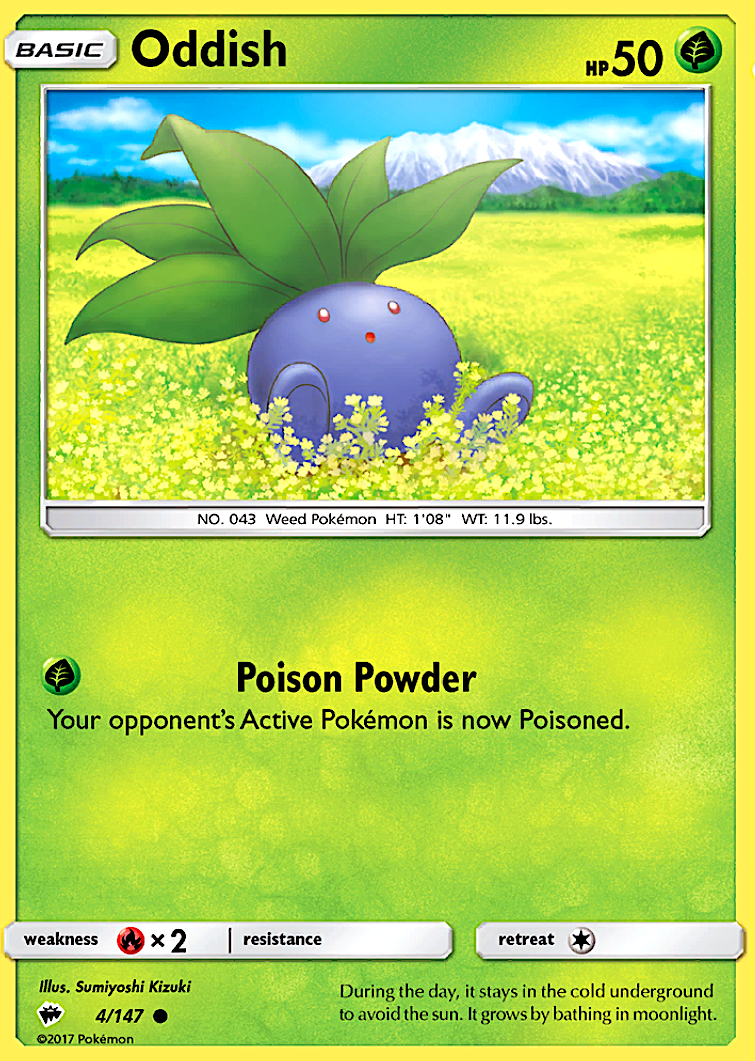 BASIC Oddish HP 50
NO. 043 Weed Pokémon HT: 1'08" WT: 11.9 lbs.
Poison Powder
Your opponent's Active Pokémon is now Poisoned.
weakness ×2 resistance retreat
Illus. Sumiyoshi Kizuki
4/147
©2017 Pokémon
During the day, it stays in the cold underground
to avoid the sun. It grows by bathing in moonlight.